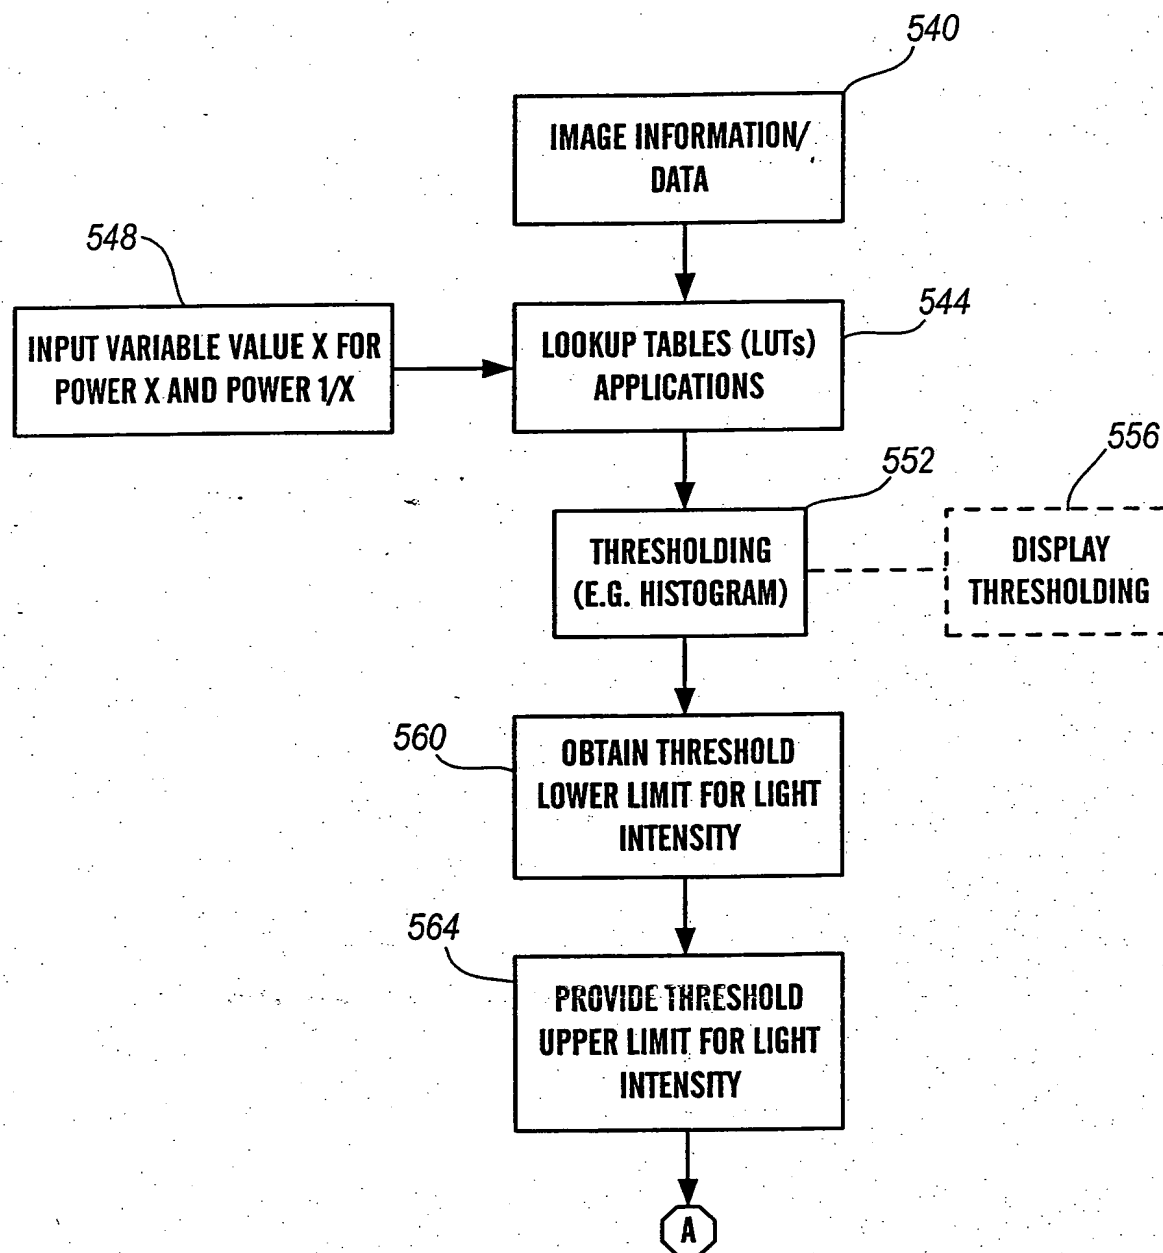 540
IMAGE INFORMATION/
DATA
548
INPUT VARIABLE VALUE X FOR
POWER X AND POWER 1/X
544
LOOKUP TABLES (LUTs)
APPLICATIONS
552
THRESHOLDING
(E.G. HISTOGRAM)
556
DISPLAY
THRESHOLDING
560
OBTAIN THRESHOLD
LOWER LIMIT FOR LIGHT
INTENSITY
564
PROVIDE THRESHOLD
UPPER LIMIT FOR LIGHT
INTENSITY
A